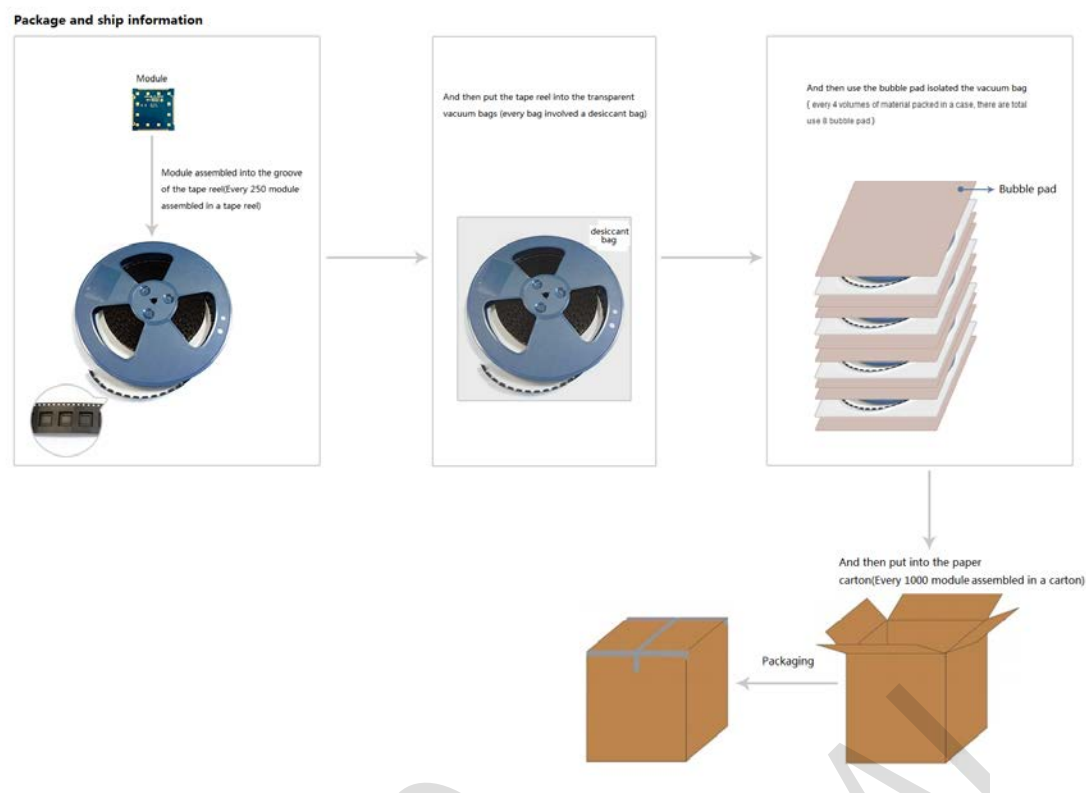 Package and ship information
Module
Module assembled into the groove
of the tape reel(Every 250 module
assembled in a tape reel)
And then put the tape reel into the transparent
vacuum bags (every bag involved a desiccant bag)
desiccant
bag
And then use the bubble pad isolated the vacuum bag
( every 4 volumes of material packed in a case, there are total
use 8 bubble pad)
Bubble pad
And then put into the paper
carton(Every 1000 module assembled in a carton)
Packaging